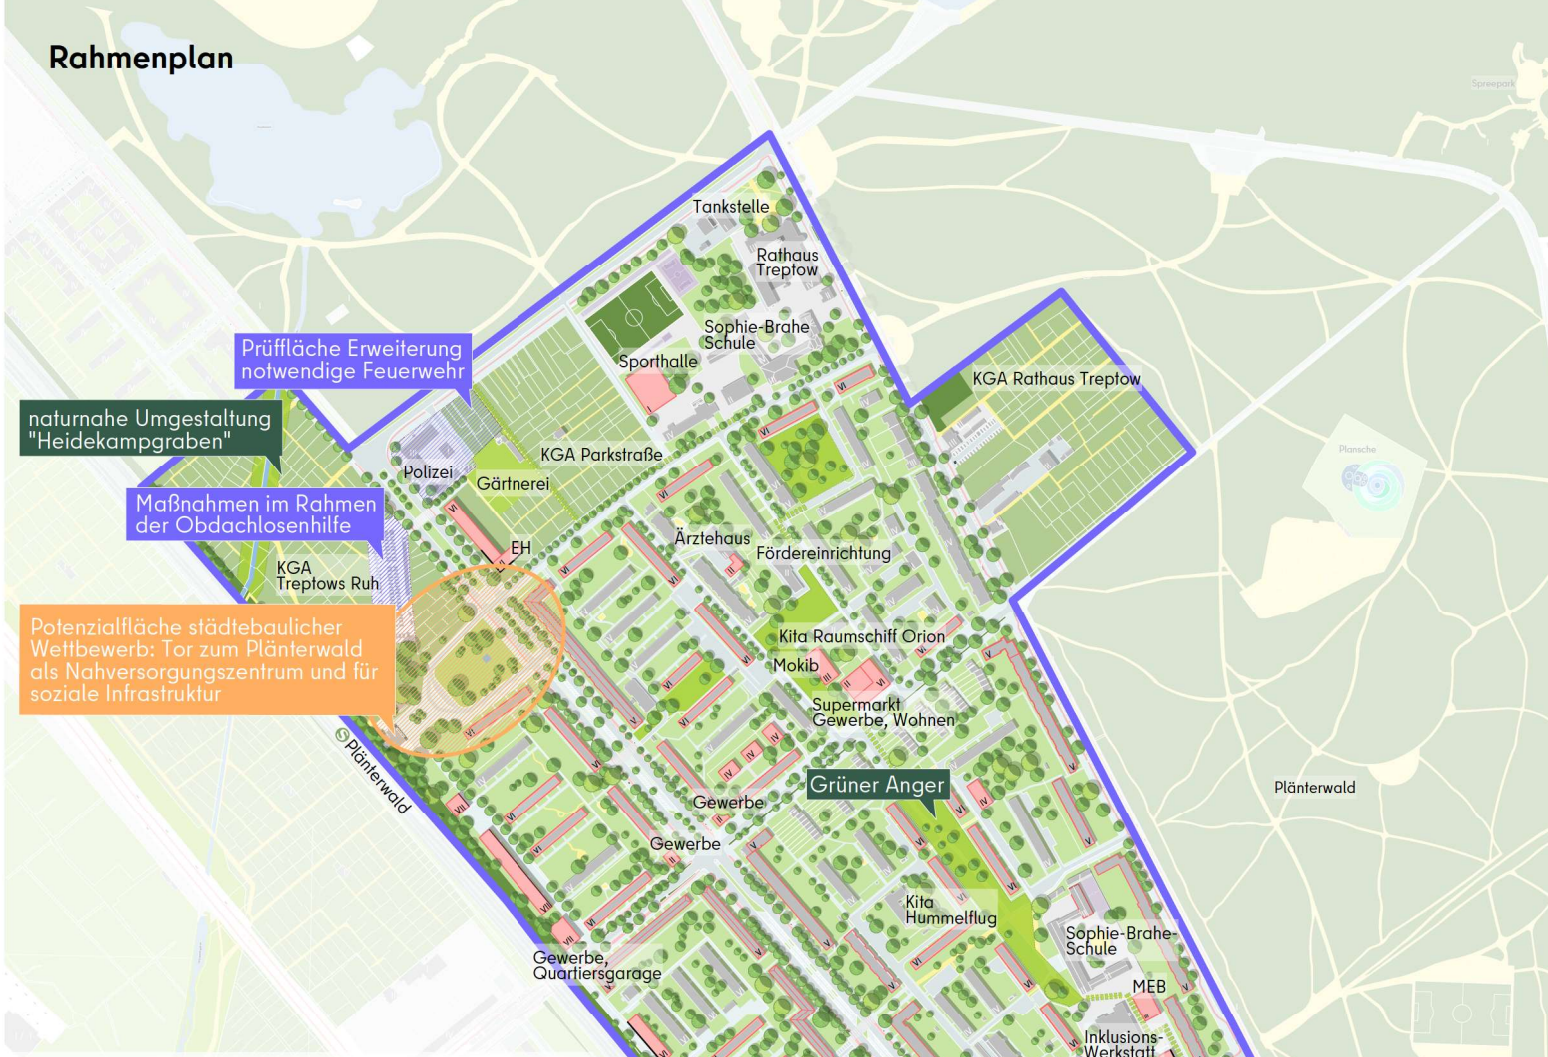 Rahmenplan
Spreepark
Tankstelle
Rathaus
Treptow
Sophie-Brahe
Schule
Sporthalle
Prüffläche Erweiterung
notwendige Feuerwehr
KGA Rathaus Treptow
naturnahe Umgestaltung
"Heidekampgraben"
KGA Parkstraße
Polizei
Gärtnerei
Plansche
Maßnahmen im Rahmen
der Obdachlosenhilfe
EH
Ärztehaus
Fördereinrichtung
KGA
Treptows Ruh
Potenzialfläche städtebaulicher
Wettbewerb: Tor zum Plänterwald
als Nahversorgungszentrum und für
soziale Infrastruktur
Kita Raumschiff Orion
Mokib
Supermarkt
Gewerbe, Wohnen
S Plänterwald
Grüner Anger
Plänterwald
Gewerbe
Gewerbe
Kita
Hummelflug
Sophie-Brahe-
Schule
Gewerbe,
Quartiersgarage
MEB
Inklusions-
Werkstatt